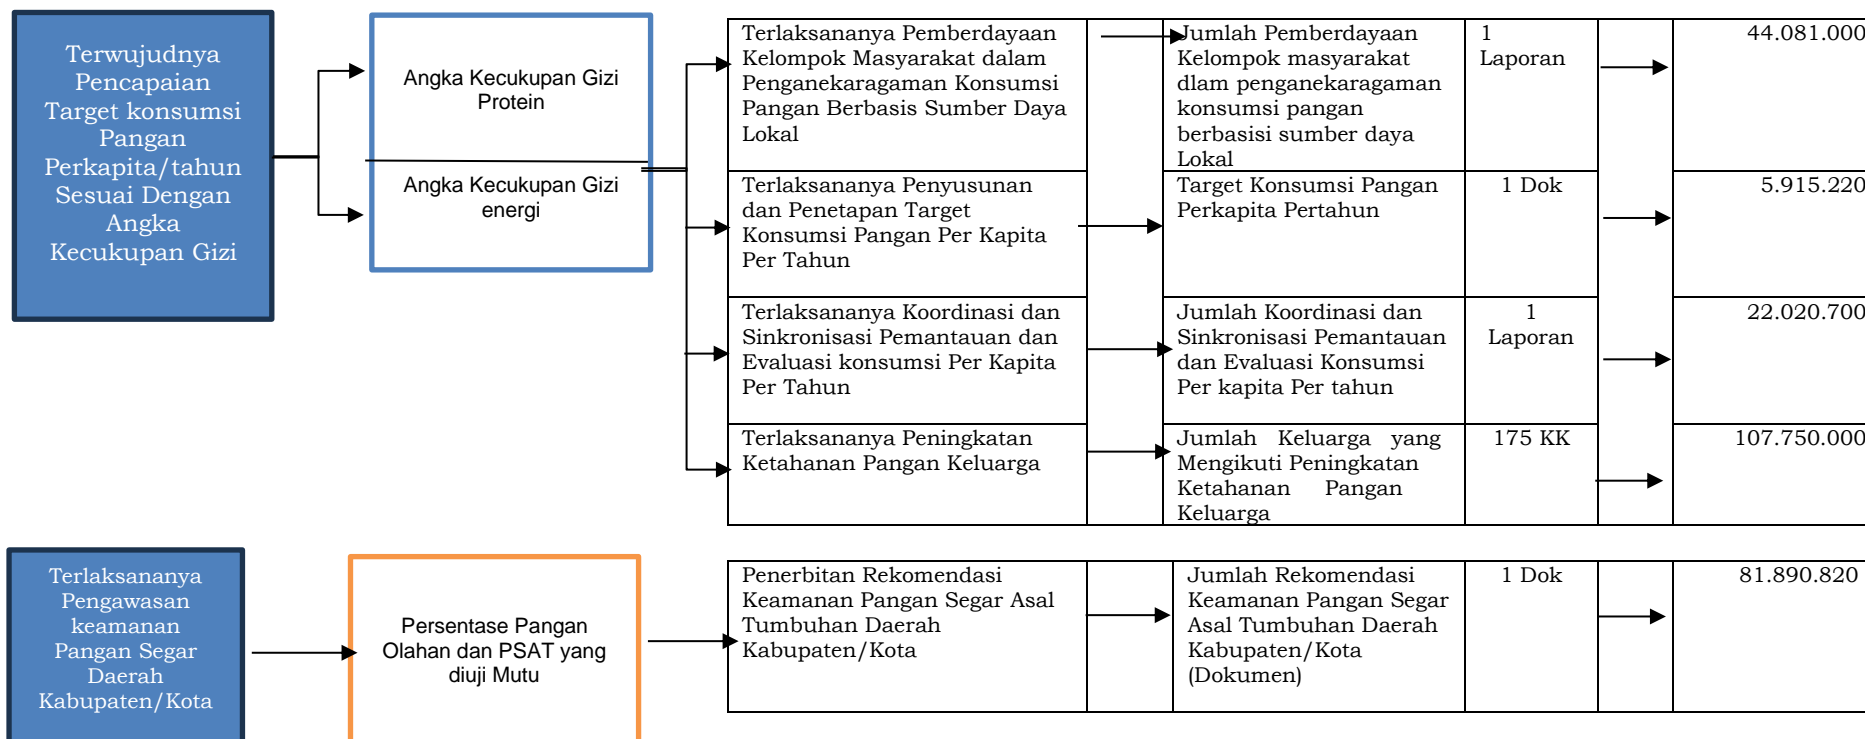 Terwujudnya
Pencapaian
Target konsumsi
Pangan
Perkapita/tahun
Sesuai Dengan
Angka
Kecukupan Gizi
Angka Kecukupan Gizi
Protein
Angka Kecukupan Gizi
energi
Terlaksananya Pemberdayaan
Kelompok Masyarakat dalam
Penganekaragaman Konsumsi
Pangan Berbasis Sumber Daya
Lokal
Jumlah Pemberdayaan
Kelompok masyarakat
dlam penganekaragaman
konsumsi pangan
berbasisi sumber daya
Lokal
1
Laporan
44.081.000
Terlaksananya Penyusunan
dan Penetapan Target
Konsumsi Pangan Per Kapita
Per Tahun
Target Konsumsi Pangan
Perkapita Pertahun
1 Dok
5.915.220
Terlaksananya Koordinasi dan
Sinkronisasi Pemantauan dan
Evaluasi konsumsi Per Kapita
Per Tahun
Jumlah Koordinasi dan
Sinkronisasi Pemantauan
dan Evaluasi Konsumsi
Per kapita Per tahun
1
Laporan
22.020.700
Terlaksananya Peningkatan
Ketahanan Pangan Keluarga
Jumlah Keluarga yang
Mengikuti Peningkatan
Ketahanan Pangan
Keluarga
175 KK
107.750.000
Terlaksananya
Pengawasan
keamanan
Pangan Segar
Daerah
Kabupaten/Kota
Persentase Pangan
Olahan dan PSAT yang
diuji Mutu
Penerbitan Rekomendasi
Keamanan Pangan Segar Asal
Tumbuhan Daerah
Kabupaten/Kota
Jumlah Rekomendasi
Keamanan Pangan Segar
Asal Tumbuhan Daerah
Kabupaten/Kota
(Dokumen)
1 Dok
81.890.820